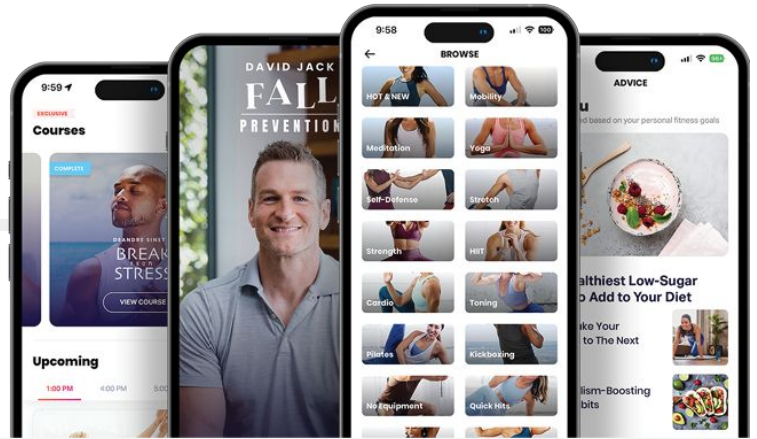 9:59
EXCLUSIVE
Courses
COMPLETE
BREAK
FROM
STRESS
VIEW COURSE
Upcoming
1:00 PM
4:00 PM
DAVID JACK
FALL
PREVENTION
9:58
100
BROWSE
HOT & NEW
Mobility
Meditation
Yoga
Self-Defense
Stretch
Strength
HIIT
Cardio
Toning
Pilates
Kickboxing
No Equipment
Quick Hits
ADVICE
based on your personal fitness goals
Low-Sugar
Add to Your Diet
Your
to The Next